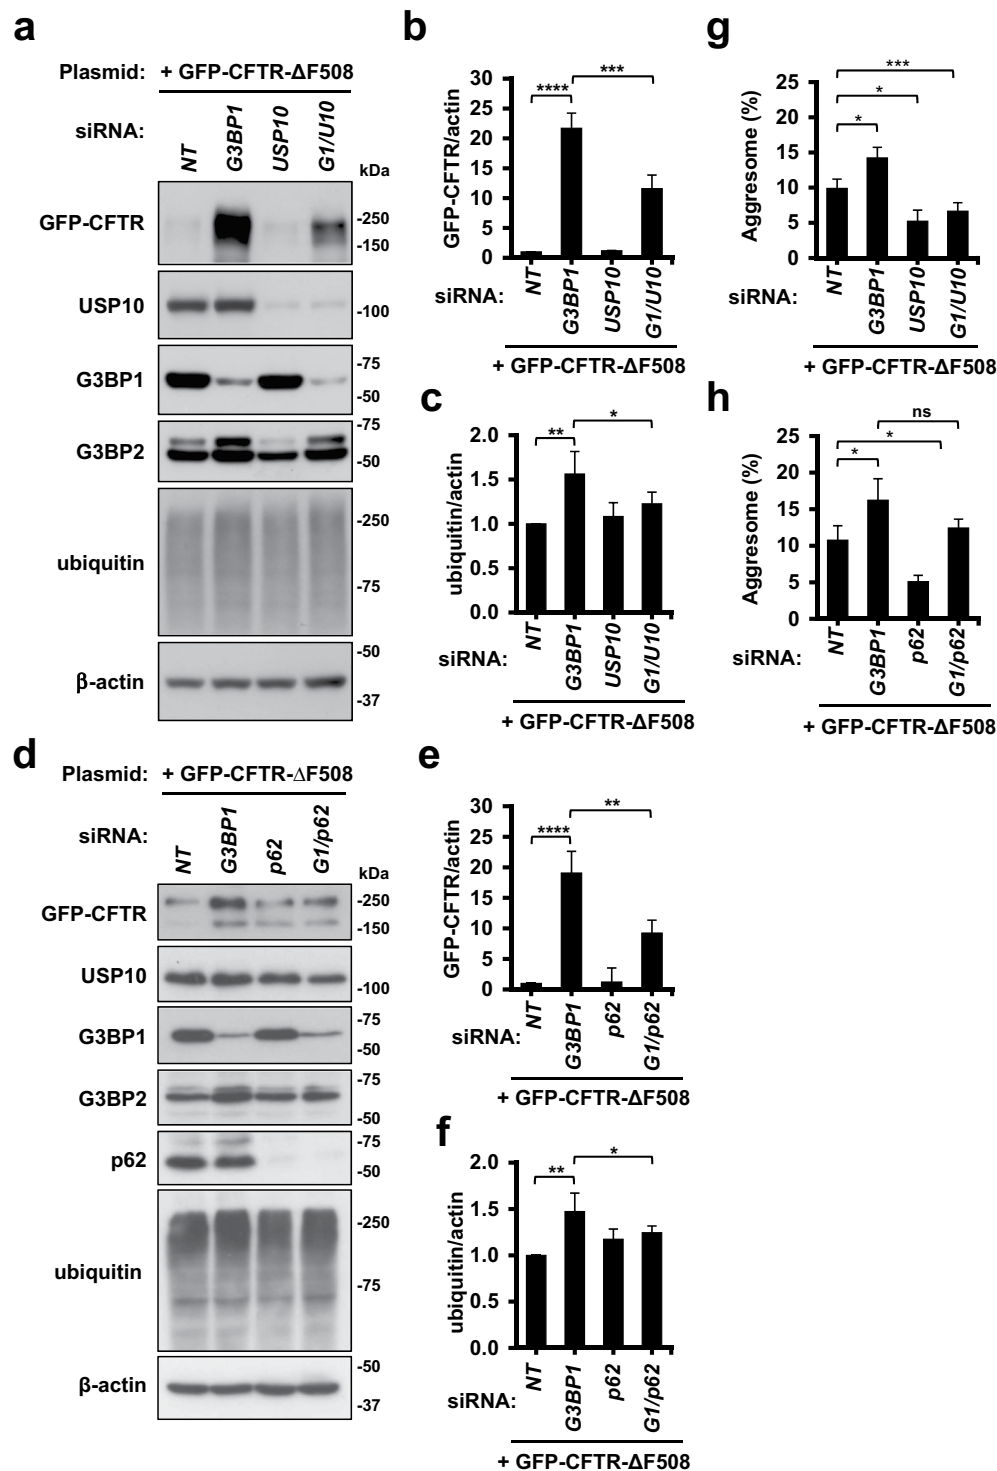 a
Plasmid: + GFP-CFTR-ΔF508
siRNA: NT G3BP1 USP10 G1/U10
kDa
GFP-CFTR
-250
-150
USP10
-100
G3BP1
-75
-50
G3BP2
-75
-50
ubiquitin
-250
-75
β-actin
-50
-37
b
GFP-CFTR/actin
30
25
20
15
10
5
0
**** ***
siRNA: NT G3BP1 USP10 G1/U10
+ GFP-CFTR-ΔF508
c
ubiquitin/actin
2.0
1.5
1.0
0.5
0.0
** *
siRNA: NT G3BP1 USP10 G1/U10
+ GFP-CFTR-ΔF508
g
Aggresome (%)
25
20
15
10
5
0
***
*
*
siRNA: NT G3BP1 USP10 G1/U10
+ GFP-CFTR-ΔF508
h
Aggresome (%)
25
20
15
10
5
0
ns
*
*
siRNA: NT G3BP1 p62 G1/p62
+ GFP-CFTR-ΔF508
d
Plasmid: + GFP-CFTR-ΔF508
siRNA: NT G3BP1 p62 G1/p62
kDa
GFP-CFTR
-250
-150
USP10
-100
G3BP1
-75
-50
G3BP2
-75
-50
p62
-75
-50
ubiquitin
-250
-75
β-actin
-50
-37
e
GFP-CFTR/actin
30
25
20
15
10
5
0
**** **
siRNA: NT G3BP1 p62 G1/p62
+ GFP-CFTR-ΔF508
f
ubiquitin/actin
2.0
1.5
1.0
0.5
0.0
** *
siRNA: NT G3BP1 p62 G1/p62
+ GFP-CFTR-ΔF508